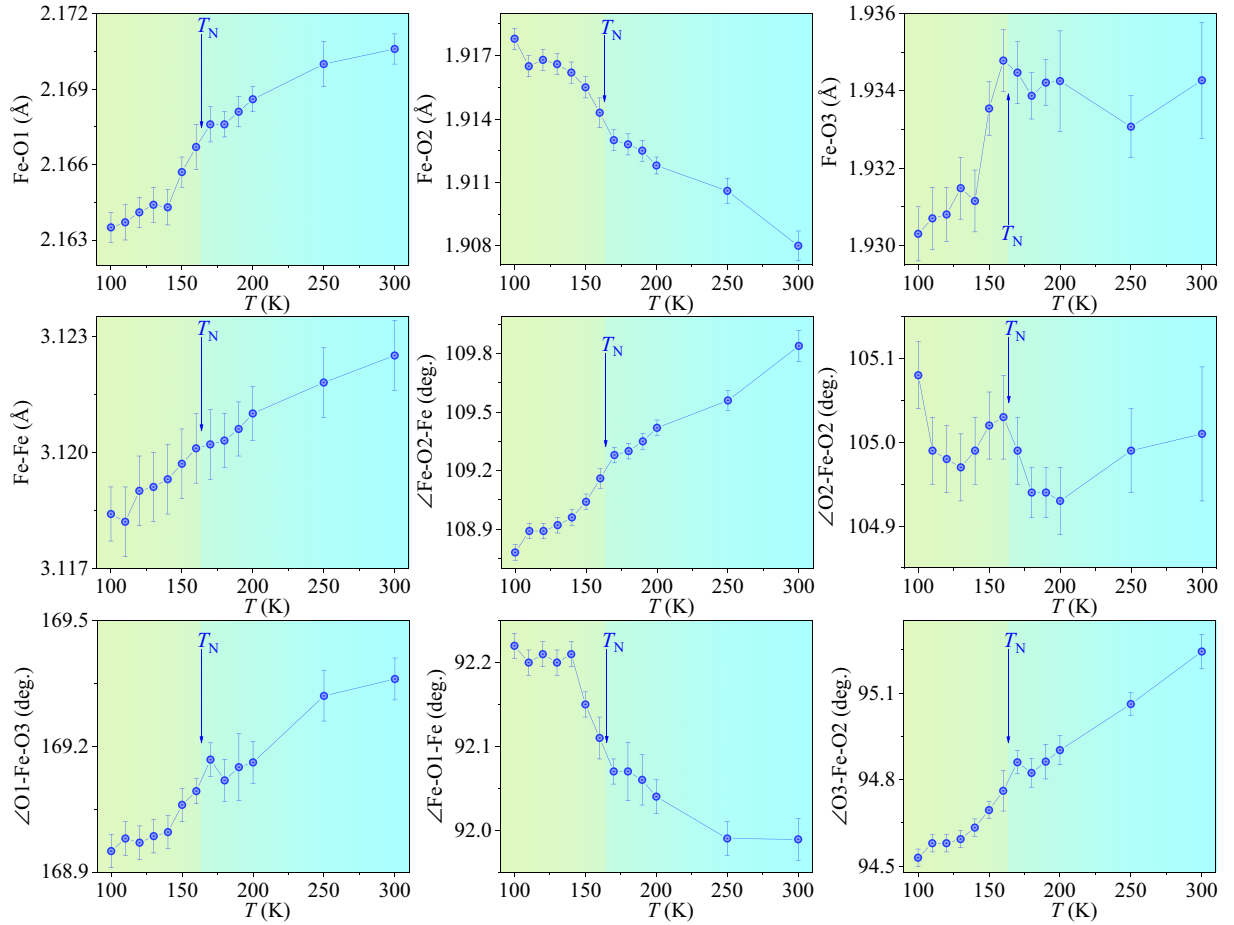 2.172
2.169
2.166
2.163
Fe-O1 (Å)
T_N
100 150 200 250 300
T (K)
1.917
1.914
1.911
1.908
Fe-O2 (Å)
T_N
100 150 200 250 300
T (K)
1.936
1.934
1.932
1.930
Fe-O3 (Å)
T_N
100 150 200 250 300
T (K)
3.123
3.120
3.117
Fe-Fe (Å)
T_N
100 150 200 250 300
T (K)
109.8
109.5
109.2
108.9
∠Fe-O2-Fe (deg.)
T_N
100 150 200 250 300
T (K)
105.1
105.0
104.9
∠O2-Fe-O2 (deg.)
T_N
100 150 200 250 300
T (K)
169.5
169.2
168.9
∠O1-Fe-O3 (deg.)
T_N
100 150 200 250 300
T (K)
92.2
92.1
92.0
∠Fe-O1-Fe (deg.)
T_N
100 150 200 250 300
T (K)
95.1
94.8
94.5
∠O3-Fe-O2 (deg.)
T_N
100 150 200 250 300
T (K)